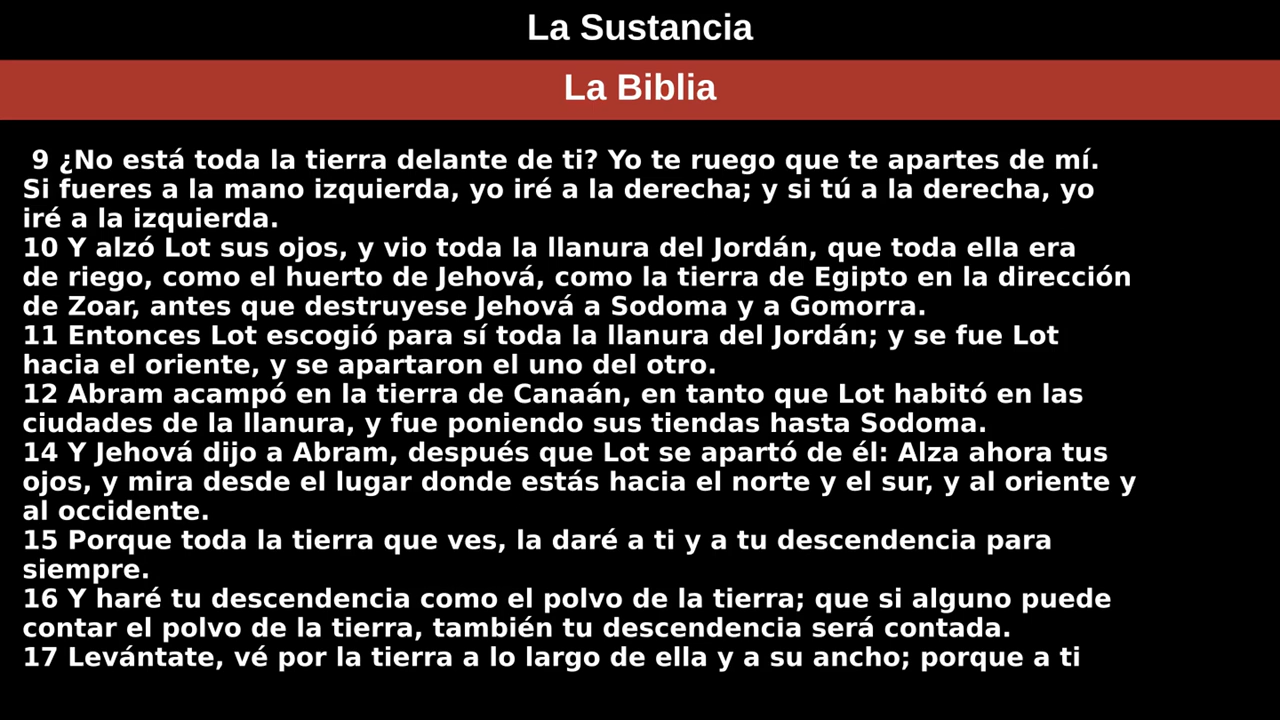 La Sustancia
La Biblia
9 ¿No está toda la tierra delante de ti? Yo te ruego que te apartes de mí.
Si fueres a la mano izquierda, yo iré a la derecha; y si tú a la derecha, yo
iré a la izquierda.
10 Y alzó Lot sus ojos, y vio toda la llanura del Jordán, que toda ella era
de riego, como el huerto de Jehová, como la tierra de Egipto en la dirección
de Zoar, antes que destruyese Jehová a Sodoma y a Gomorra.
11 Entonces Lot escogió para sí toda la llanura del Jordán; y se fue Lot
hacia el oriente, y se apartaron el uno del otro.
12 Abram acampó en la tierra de Canaán, en tanto que Lot habitó en las
ciudades de la llanura, y fue poniendo sus tiendas hasta Sodoma.
14 Y Jehová dijo a Abram, después que Lot se apartó de él: Alza ahora tus
ojos, y mira desde el lugar donde estás hacia el norte y el sur, y al oriente y
al occidente.
15 Porque toda la tierra que ves, la daré a ti y a tu descendencia para
siempre.
16 Y haré tu descendencia como el polvo de la tierra; que si alguno puede
contar el polvo de la tierra, también tu descendencia será contada.
17 Levántate, vé por la tierra a lo largo de ella y a su ancho; porque a ti